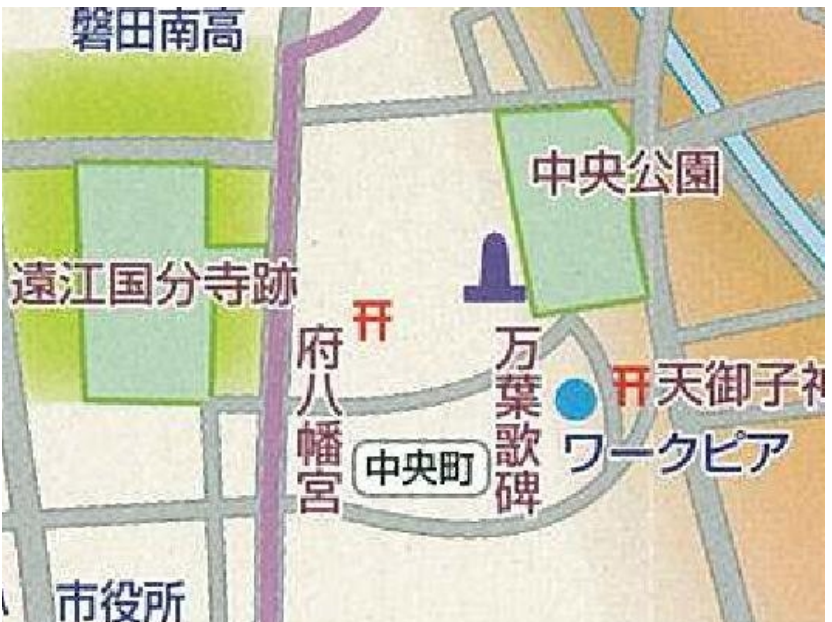 磐田南高
中央公園
遠江国分寺跡
府八幡宮
万葉歌碑
天御子神
ワークピア
中央町
市役所